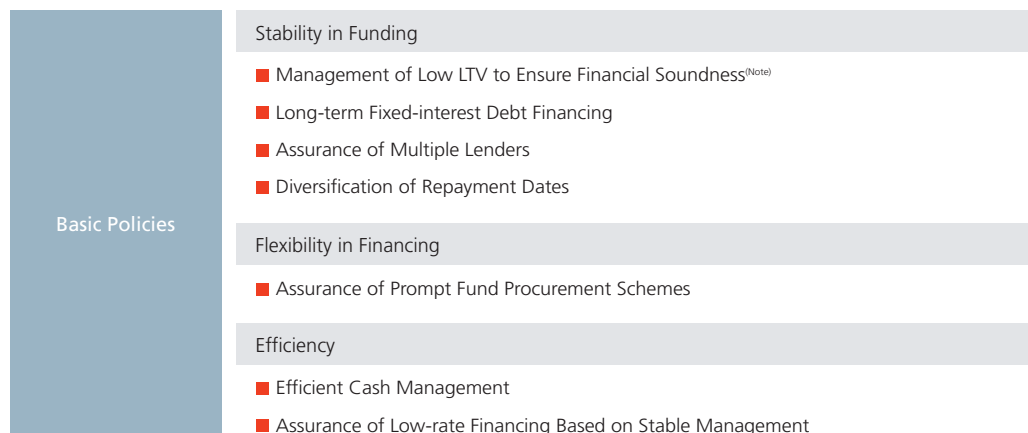 Basic Policies
Stability in Funding
Management of Low LTV to Ensure Financial Soundness(Note)
Long-term Fixed-interest Debt Financing
Assurance of Multiple Lenders
Diversification of Repayment Dates
Flexibility in Financing
Assurance of Prompt Fund Procurement Schemes
Efficiency
Efficient Cash Management
Assurance of Low-rate Financing Based on Stable Management